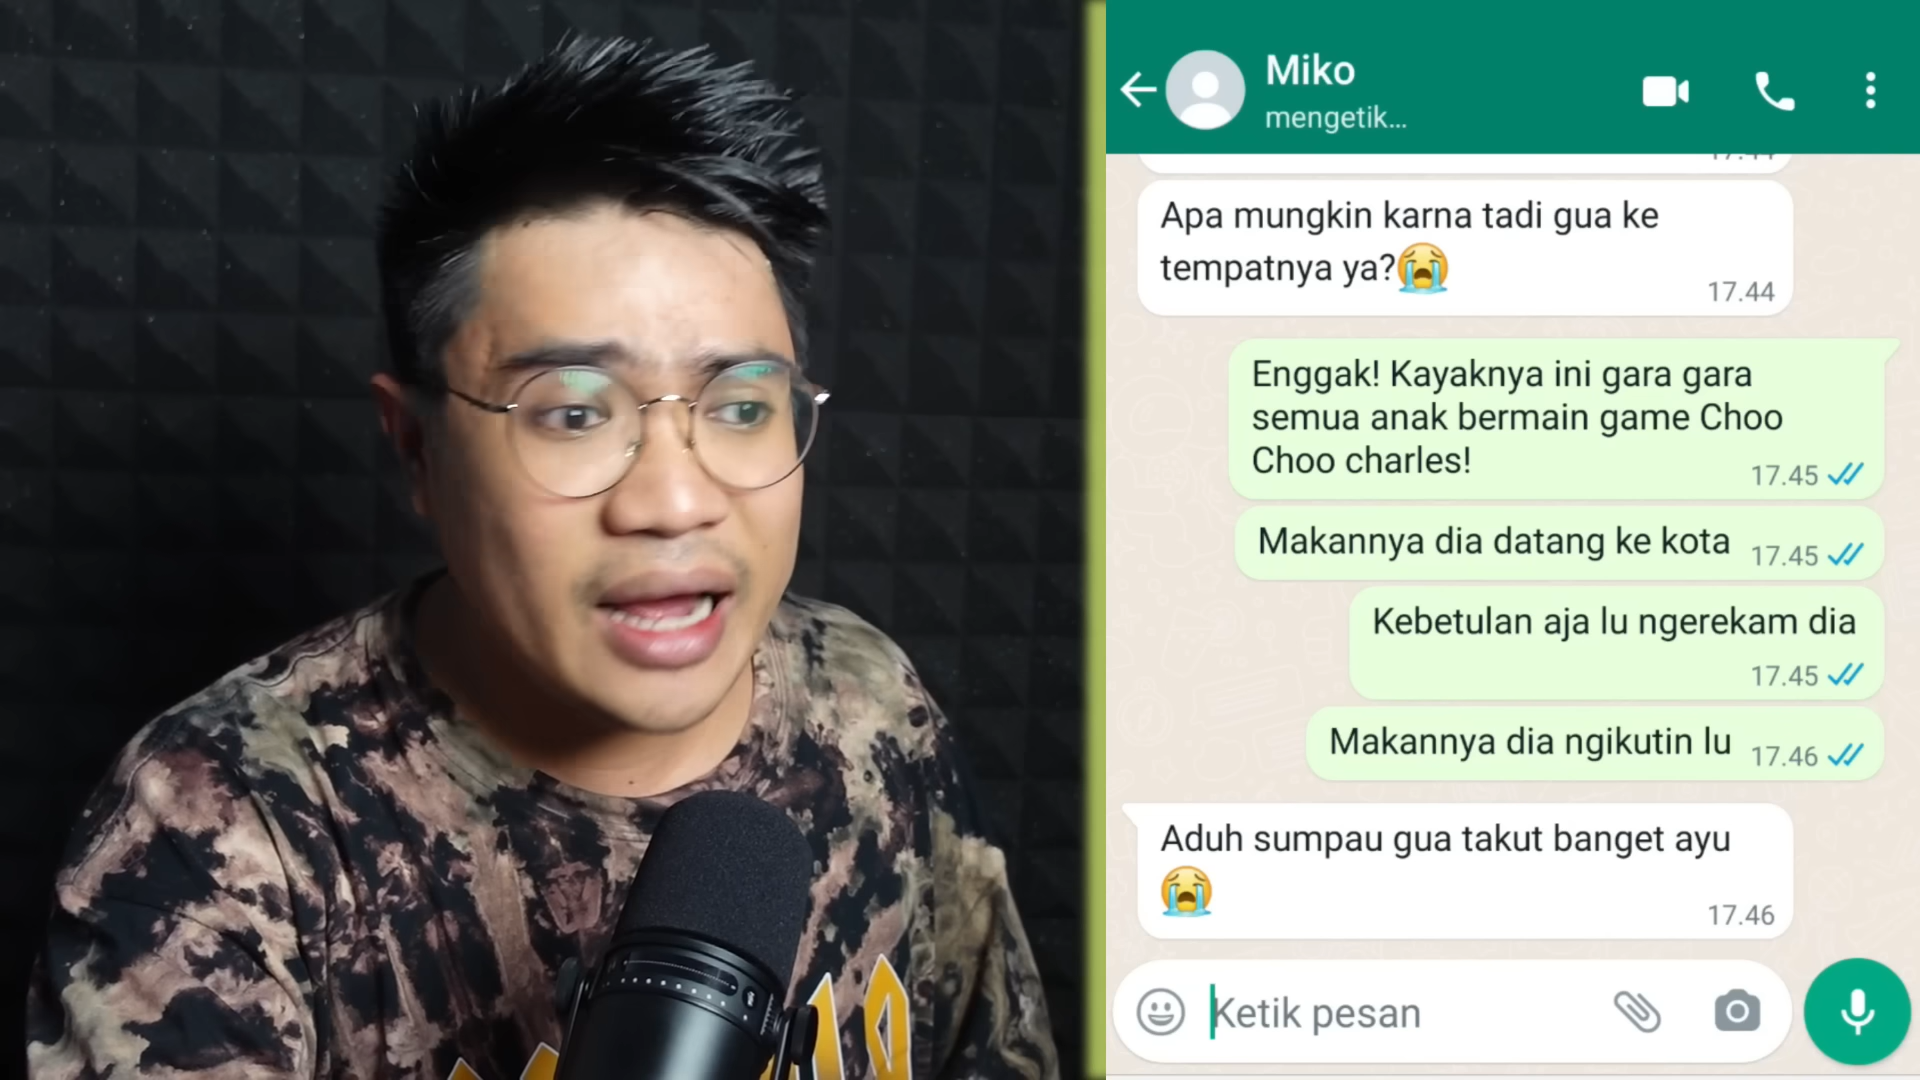 Miko
mengetik...
Apa mungkin karna tadi gua ke
tempatnya ya?😭
17.44
Enggak! Kayaknya ini gara gara
semua anak bermain game Choo
Choo charles!
17.45
Makannya dia datang ke kota 17.45
Kebetulan aja lu ngerekam dia
17.45
Makannya dia ngikutin lu 17.46
Aduh sumpau gua takut banget ayu
😭
17.46
Ketik pesan